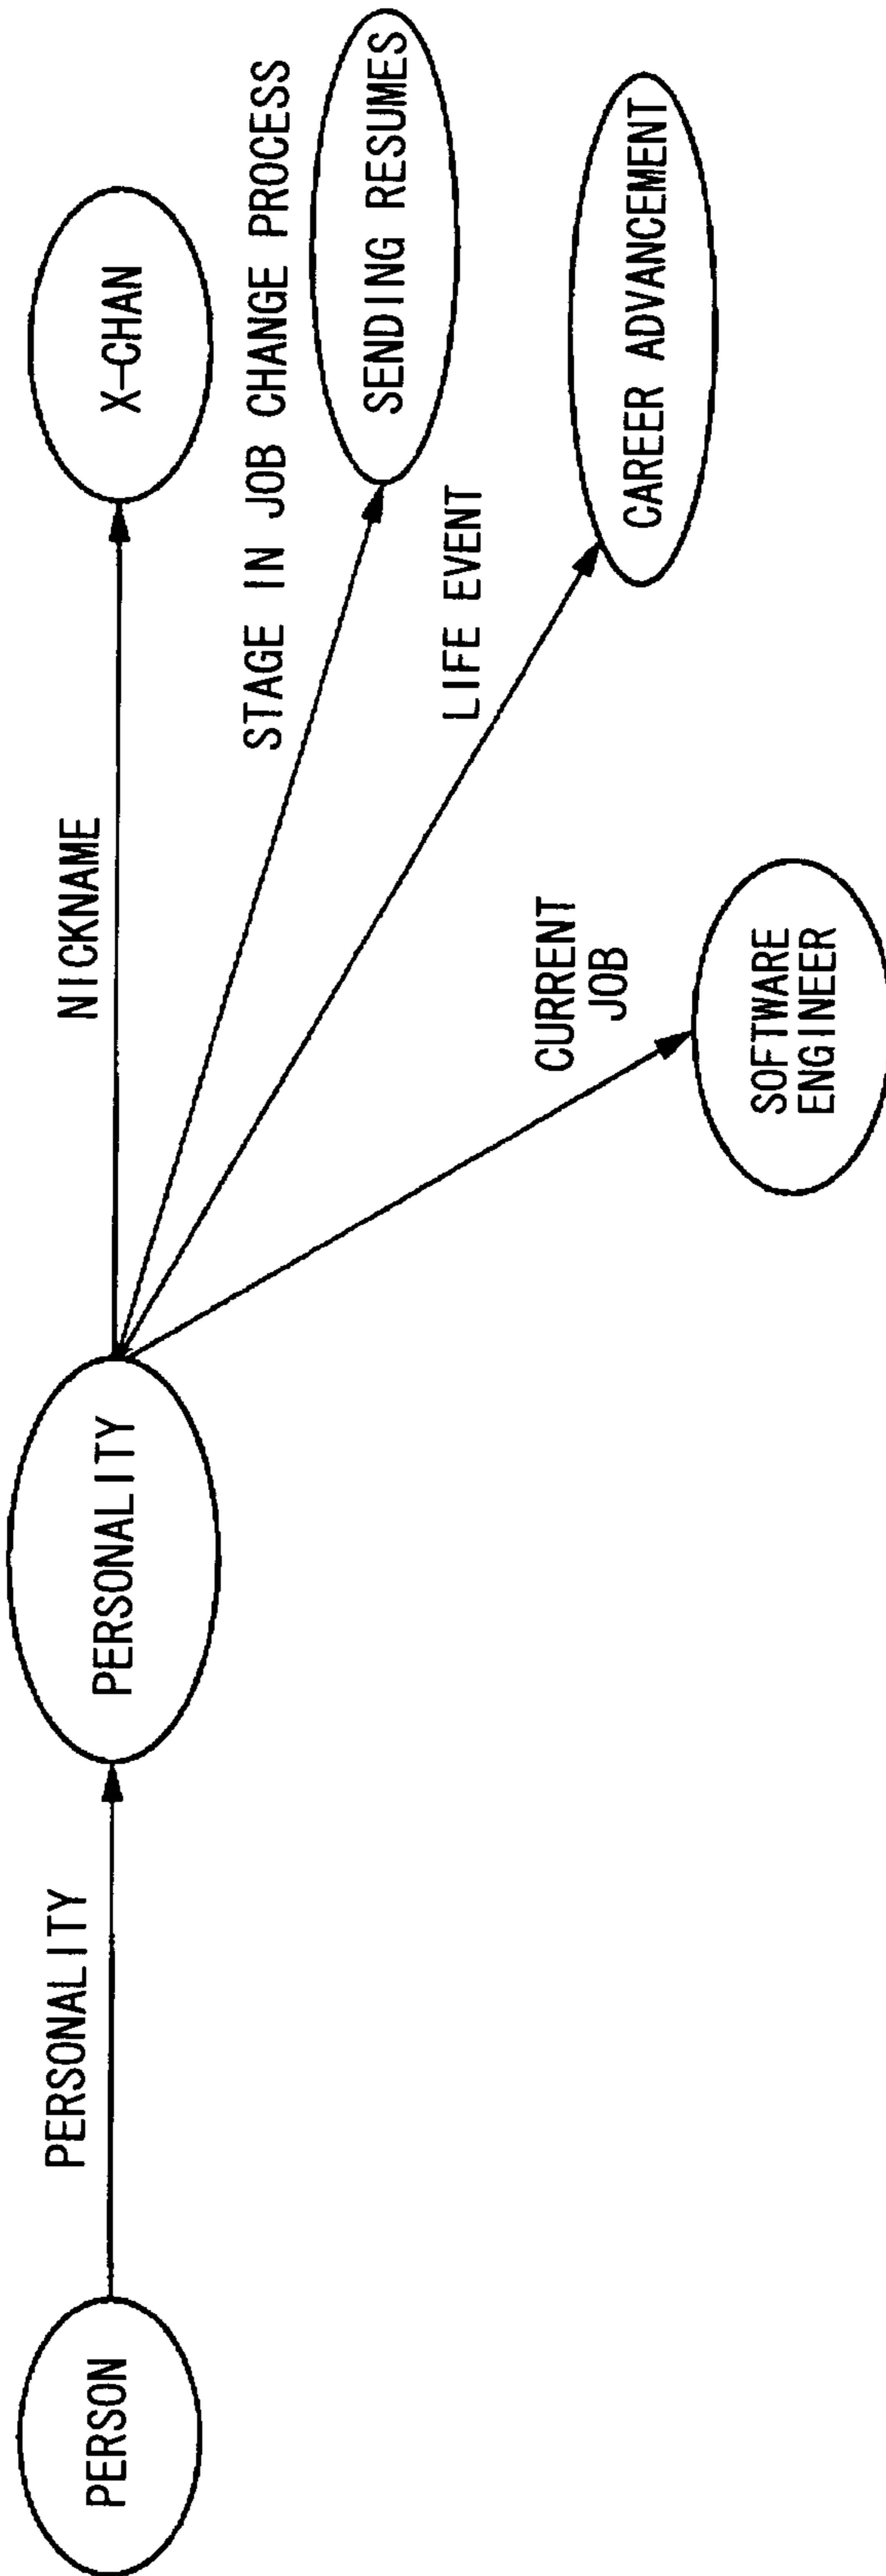 PERSON
PERSONALITY
PERSONALITY
NICKNAME
X-CHAN
STAGE IN JOB CHANGE PROCESS
SENDING RESUMES
LIFE EVENT
CAREER ADVANCEMENT
CURRENT
JOB
SOFTWARE
ENGINEER